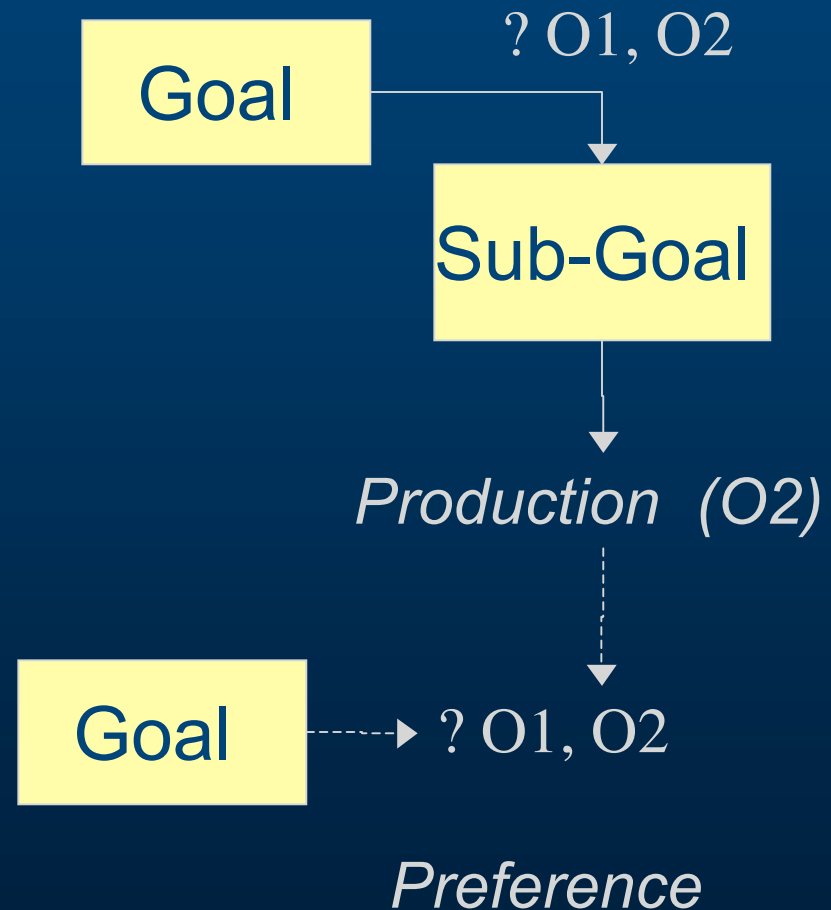 ? O1, O2
Goal
Sub-Goal
Production (O2)
Goal
? O1, O2
Preference